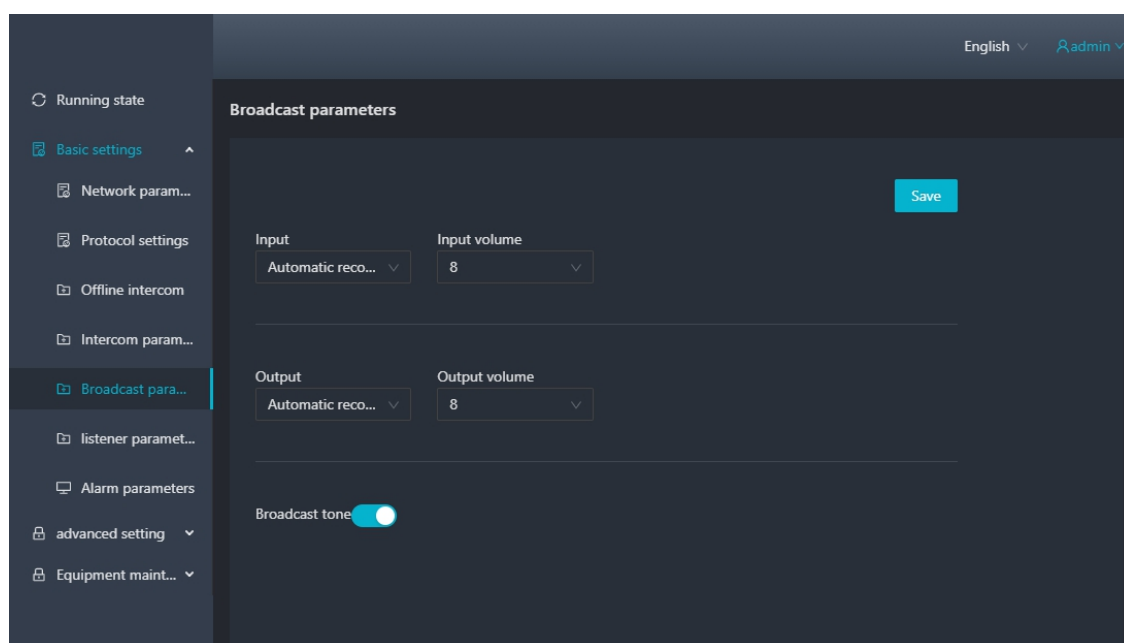 English
admin
Running state
Basic settings
Network param...
Protocol settings
Offline intercom
Intercom param...
Broadcast para...
listener paramet...
Alarm parameters
advanced setting
Equipment maint...
Broadcast parameters
Save
Input Input volume
Automatic reco... 8
Output Output volume
Automatic reco... 8
Broadcast tone